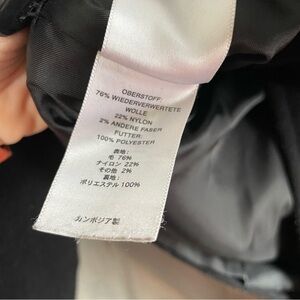 OBERSTOFF:
76% WIEDERVERWERTETE
WOLLE
22% NYLON
2% ANDERE FASER
FUTTER:
100% POLYESTER
表地:
毛 76%
ナイロン 22%
その他 2%
裏地:
ポリエステル 100%
カンボジア製